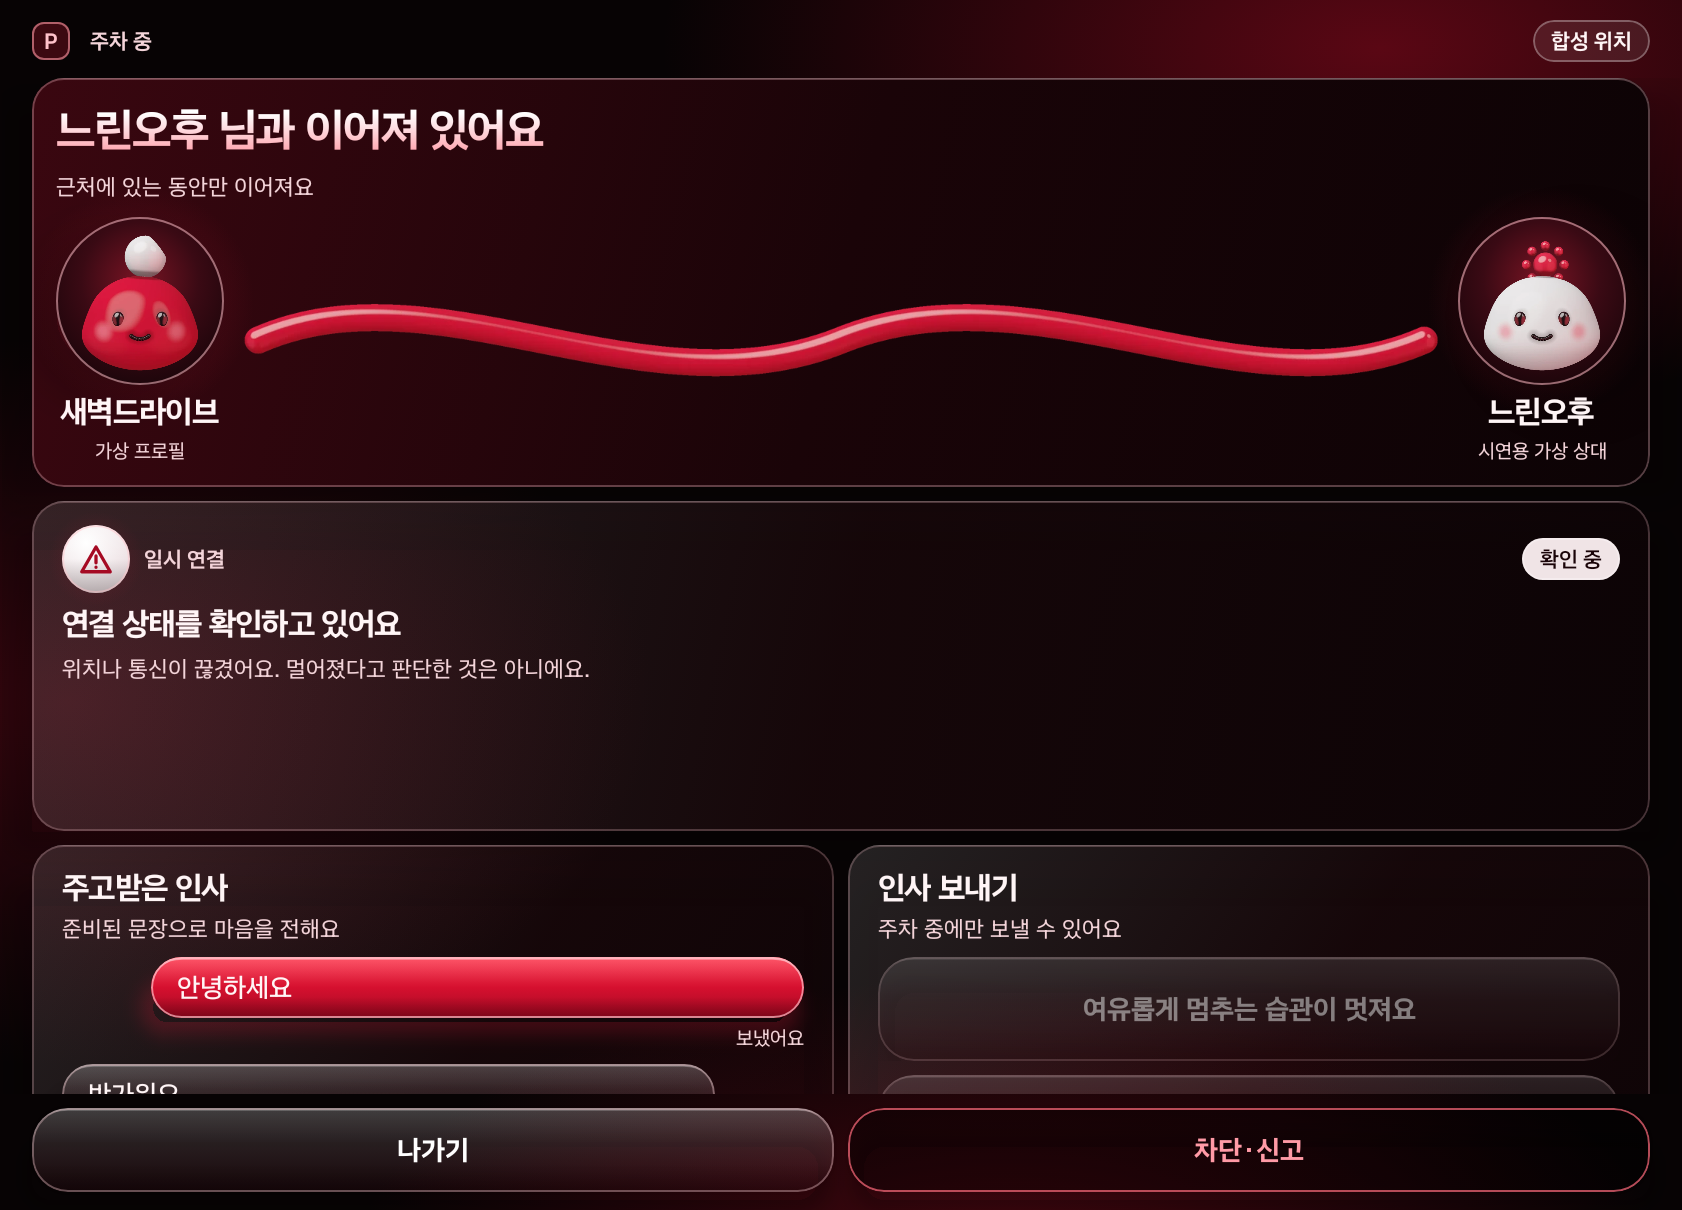 P 주차 중
합성 위치
느린오후 님과 이어져 있어요
근처에 있는 동안만 이어져요
새벽드라이브
가상 프로필
느린오후
시연용 가상 상대
일시 연결
확인 중
연결 상태를 확인하고 있어요
위치나 통신이 끊겼어요. 멀어졌다고 판단한 것은 아니에요.
주고받은 인사
준비된 문장으로 마음을 전해요
안녕하세요
보냈어요
인사 보내기
주차 중에만 보낼 수 있어요
여유롭게 멈추는 습관이 멋져요
나가기
차단·신고